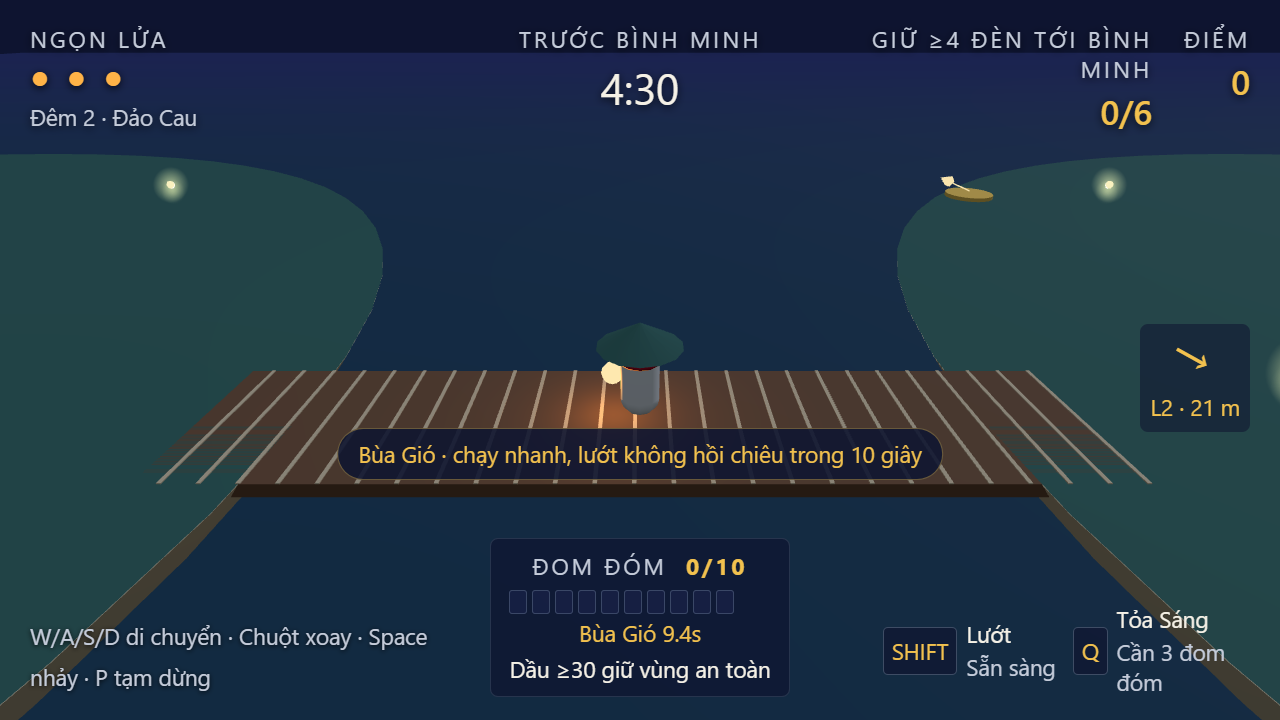 NGỌN LỬA
Đêm 2 · Đảo Cau
TRƯỚC BÌNH MINH
4:30
GIỮ ≥4 ĐÈN TỚI BÌNH
MINH
0/6
ĐIỂM
0
L2 · 21 m
Bùa Gió · chạy nhanh, lướt không hồi chiêu trong 10 giây
ĐOM ĐÓM 0/10
Bùa Gió 9.4s
Dầu ≥30 giữ vùng an toàn
W/A/S/D di chuyển · Chuột xoay · Space
nhảy · P tạm dừng
SHIFT
Lướt
Sẵn sàng
Q
Tỏa Sáng
Cần 3 đom
đóm